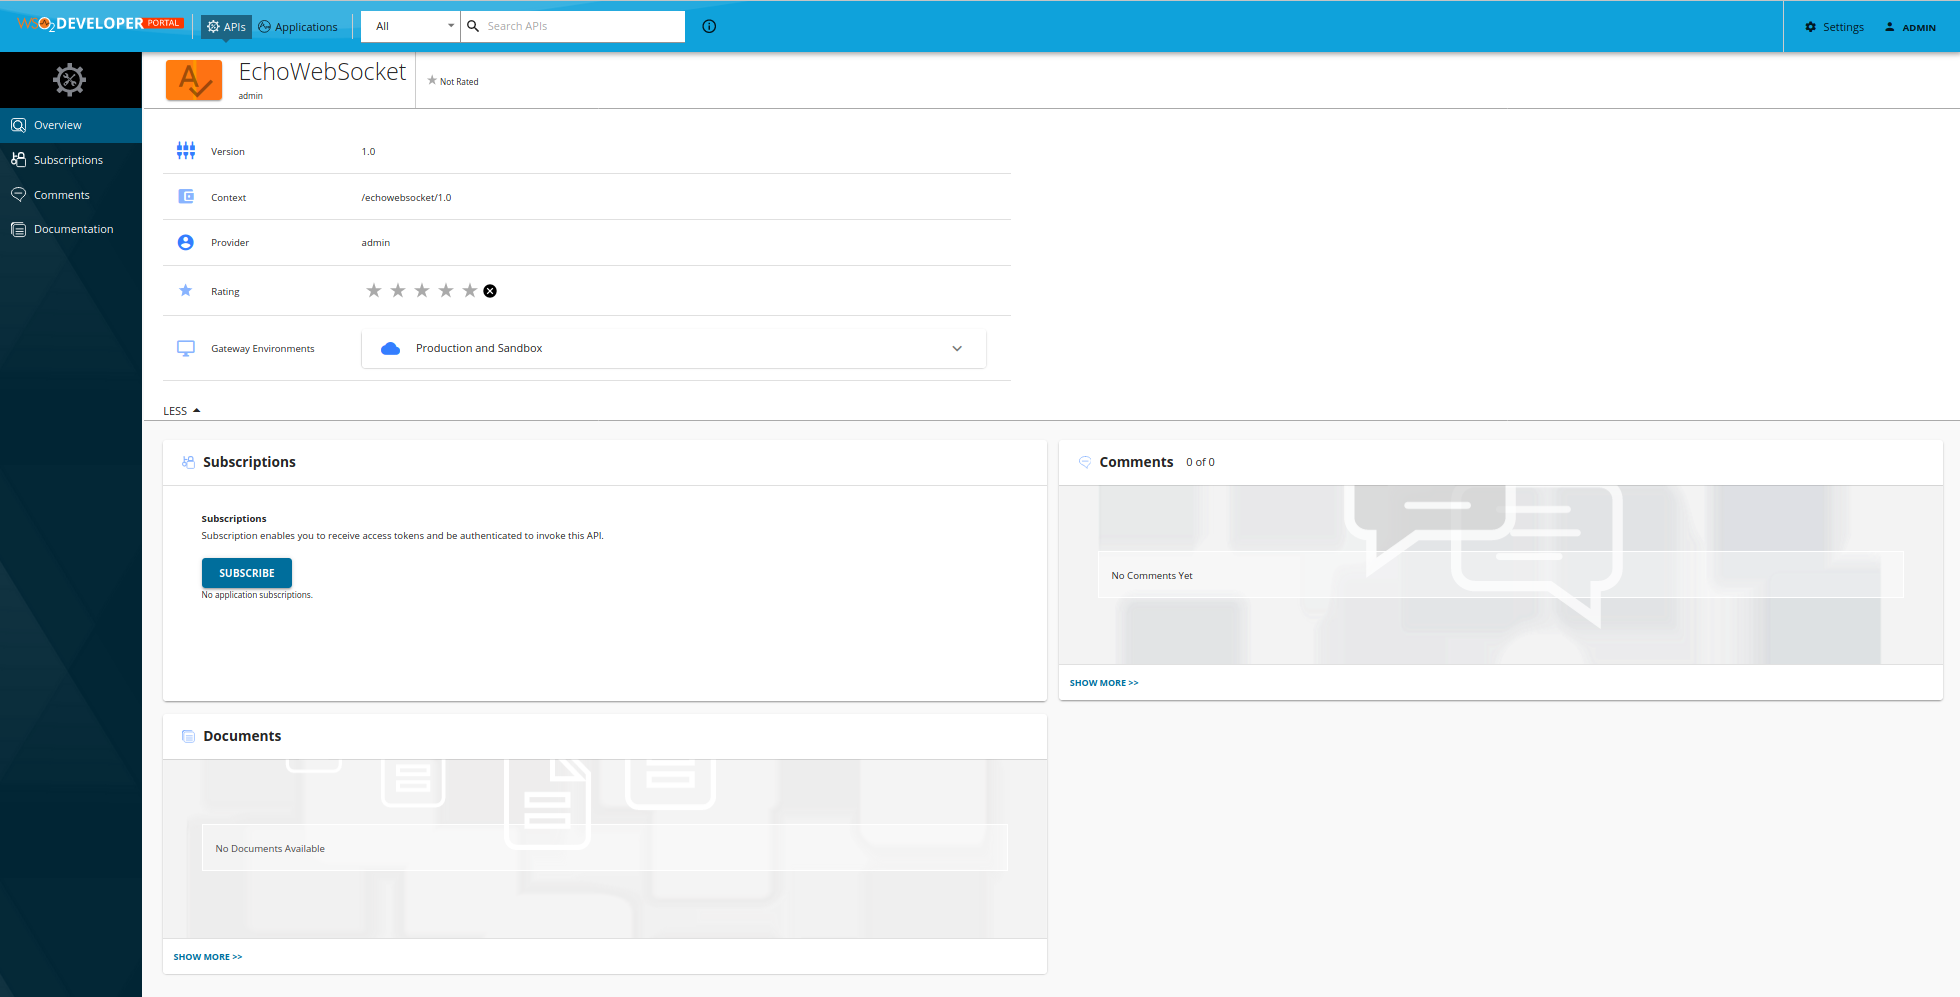 WSO2 DEVELOPER PORTAL APIs Applications All Search APIs Settings ADMIN
EchoWebSocket
admin
Not Rated
Overview
Subscriptions
Comments
Documentation
Version 1.0
Context /echowebsocket/1.0
Provider admin
Rating
Gateway Environments Production and Sandbox
LESS
Subscriptions
Subscriptions
Subscription enables you to receive access tokens and be authenticated to invoke this API.
SUBSCRIBE
No application subscriptions.
Comments 0 of 0
No Comments Yet
SHOW MORE >>
Documents
No Documents Available
SHOW MORE >>